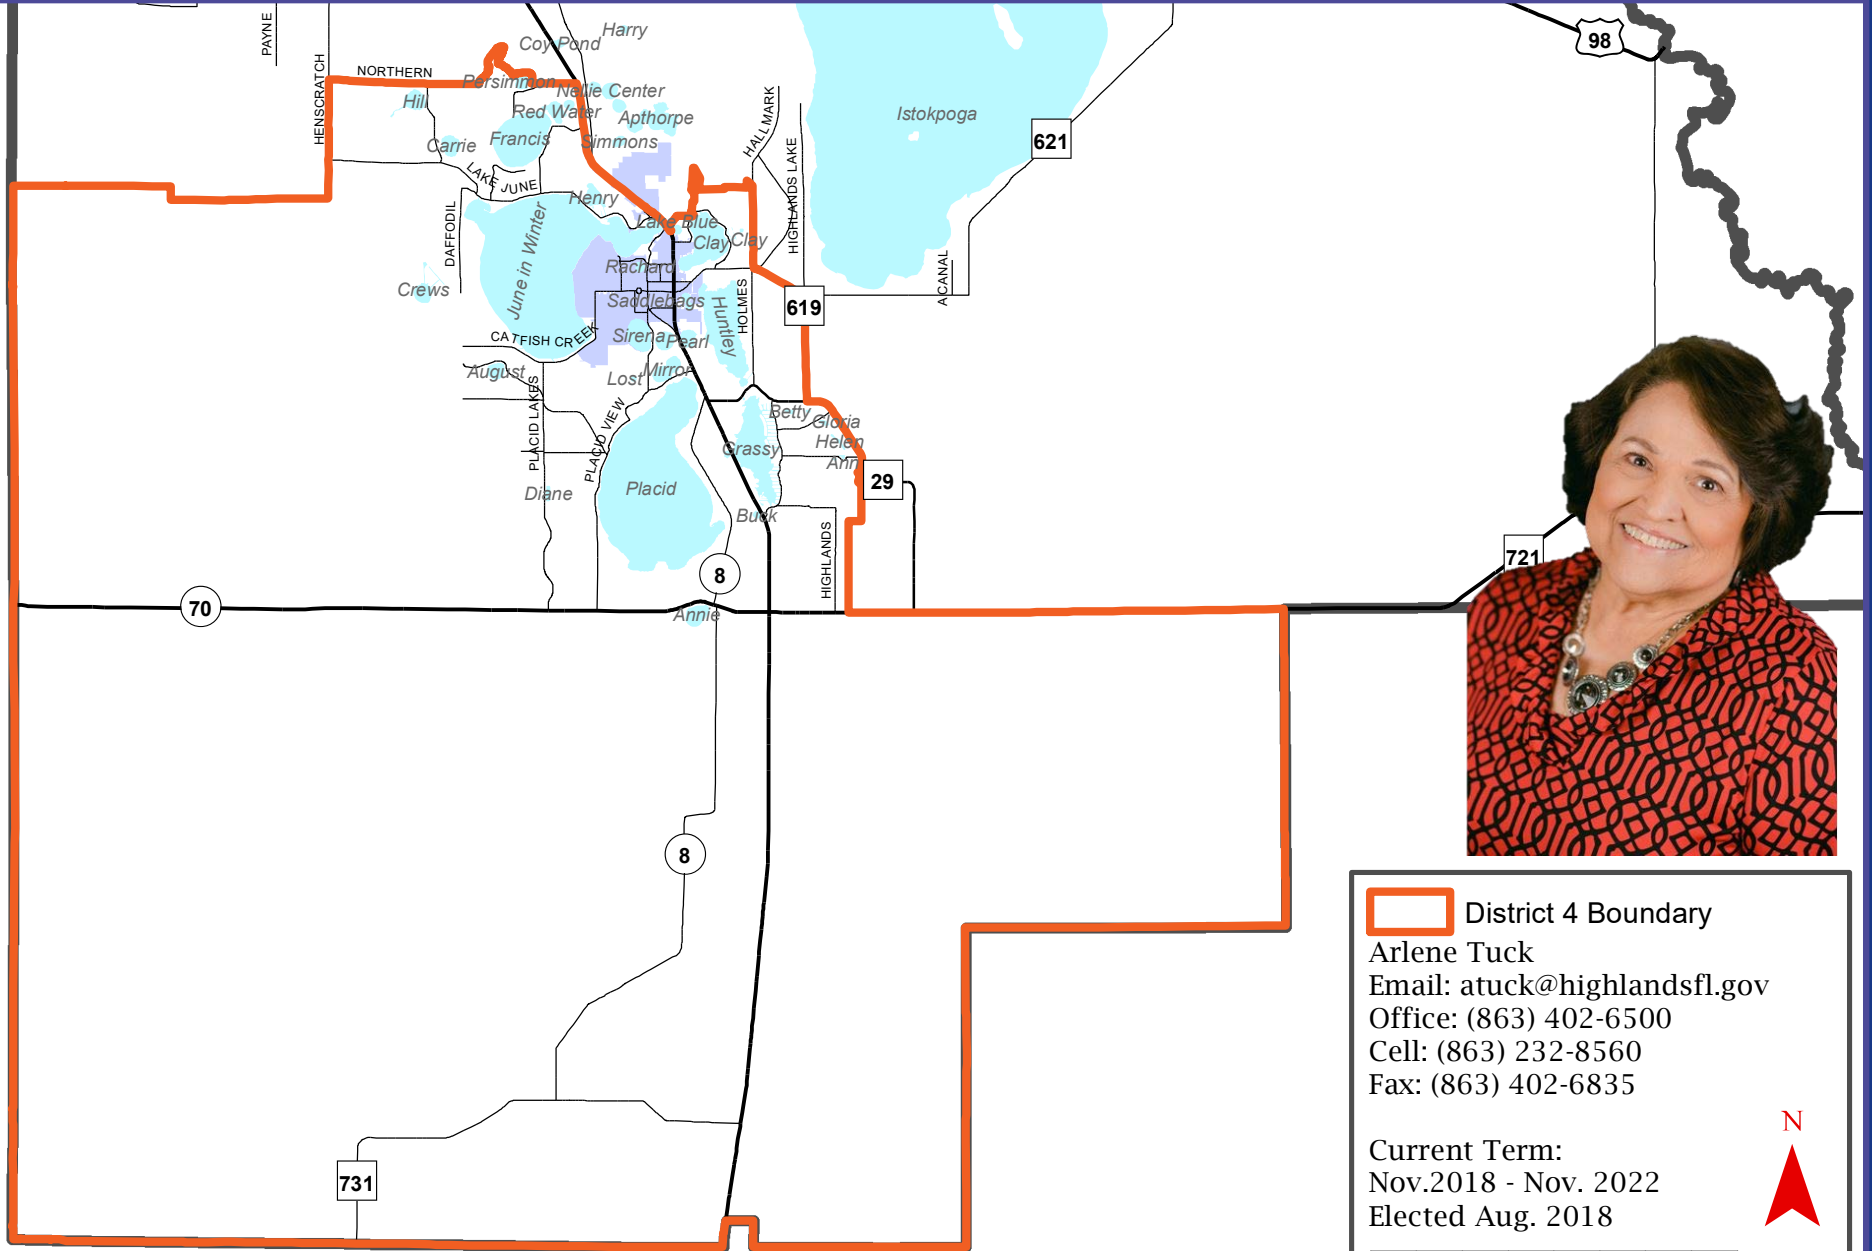 PAYNE
HENSCRATCH
NORTHERN
Coy Pond
Harry
98
Persimmon
Nellie Center
Hill
Red Water
Apthorpe
Istokpoga
Carrie
Francis
Simmons
HALLMARK
HIGHLANDS LAKE
621
LAKE JUNE
Henry
DAFFODIL
June in Winter
Lake Blue
Clay
Clay
Rachard
Crews
Saddlebags
Huntley
HOLMES
619
A CANAL
CATFISH CREEK
Sirena
Pearl
August
Lost
Mirror
PLACID LAKES
PLACID VIEW
Betty
Gloria
Helen
Ann
Grassy
29
Diane
Placid
Buck
HIGHLANDS
721
8
70
Annie
8
731
District 4 Boundary
Arlene Tuck
Email: atuck@highlandsfl.gov
Office: (863) 402-6500
Cell: (863) 232-8560
Fax: (863) 402-6835
N
Current Term:
Nov.2018 - Nov. 2022
Elected Aug. 2018